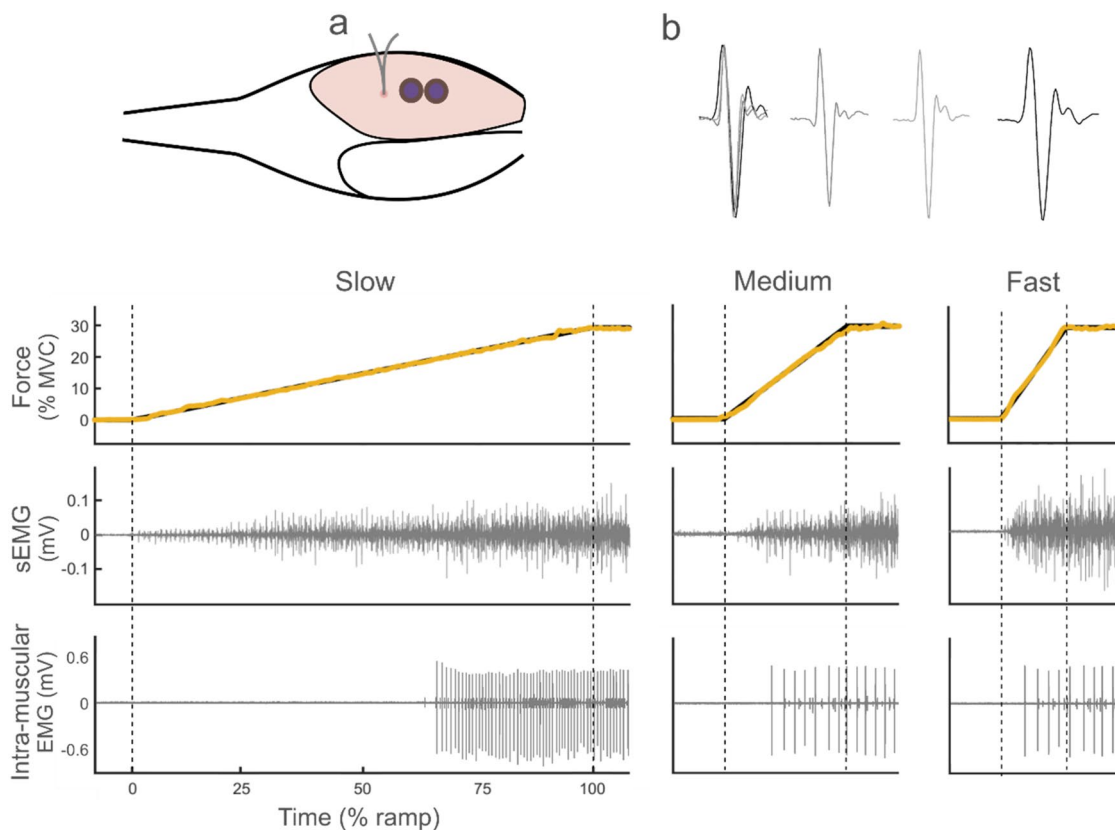 a
b
Slow
Medium
Fast
Force
(% MVC)
30
20
10
0
sEMG
(mV)
0.1
0
-0.1
Intra-muscular
EMG (mV)
0.6
0
-0.6
0
25
50
75
100
Time (% ramp)